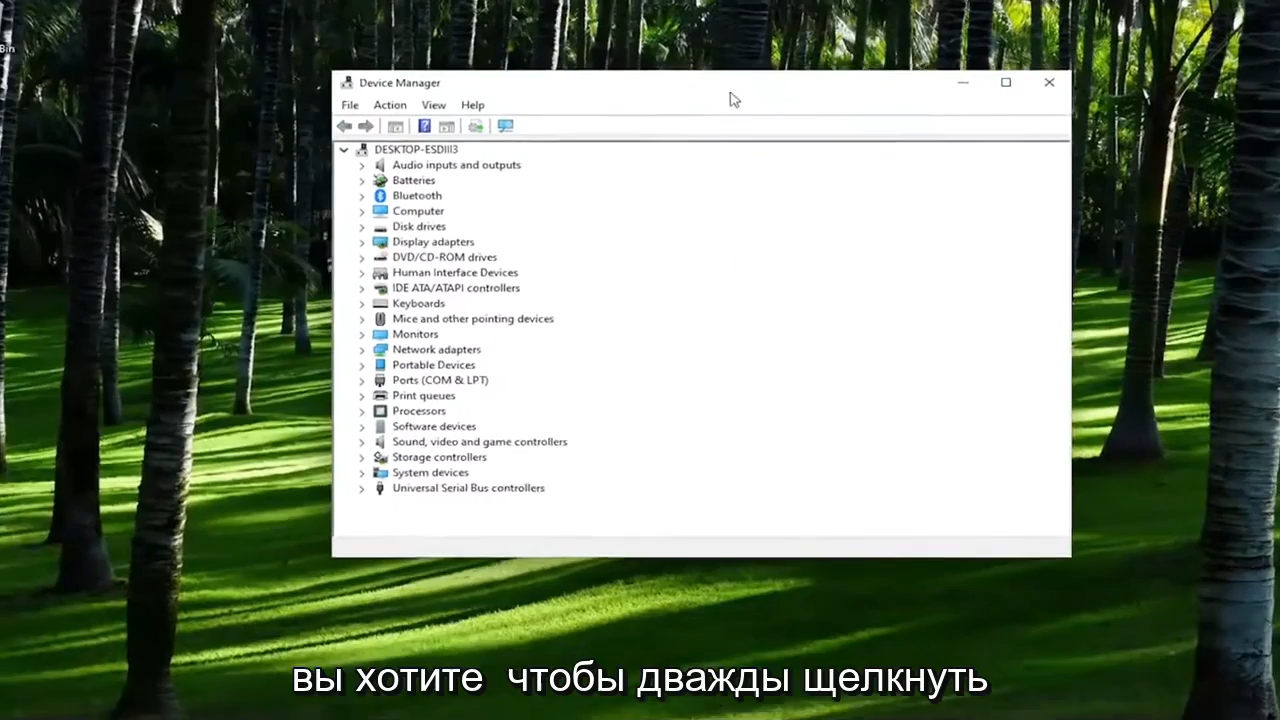 Bin
Device Manager
File Action View Help
DESKTOP-ESDIII3
Audio inputs and outputs
Batteries
Bluetooth
Computer
Disk drives
Display adapters
DVD/CD-ROM drives
Human Interface Devices
IDE ATA/ATAPI controllers
Keyboards
Mice and other pointing devices
Monitors
Network adapters
Portable Devices
Ports (COM & LPT)
Print queues
Processors
Software devices
Sound, video and game controllers
Storage controllers
System devices
Universal Serial Bus controllers
вы хотите чтобы дважды щелкнуть